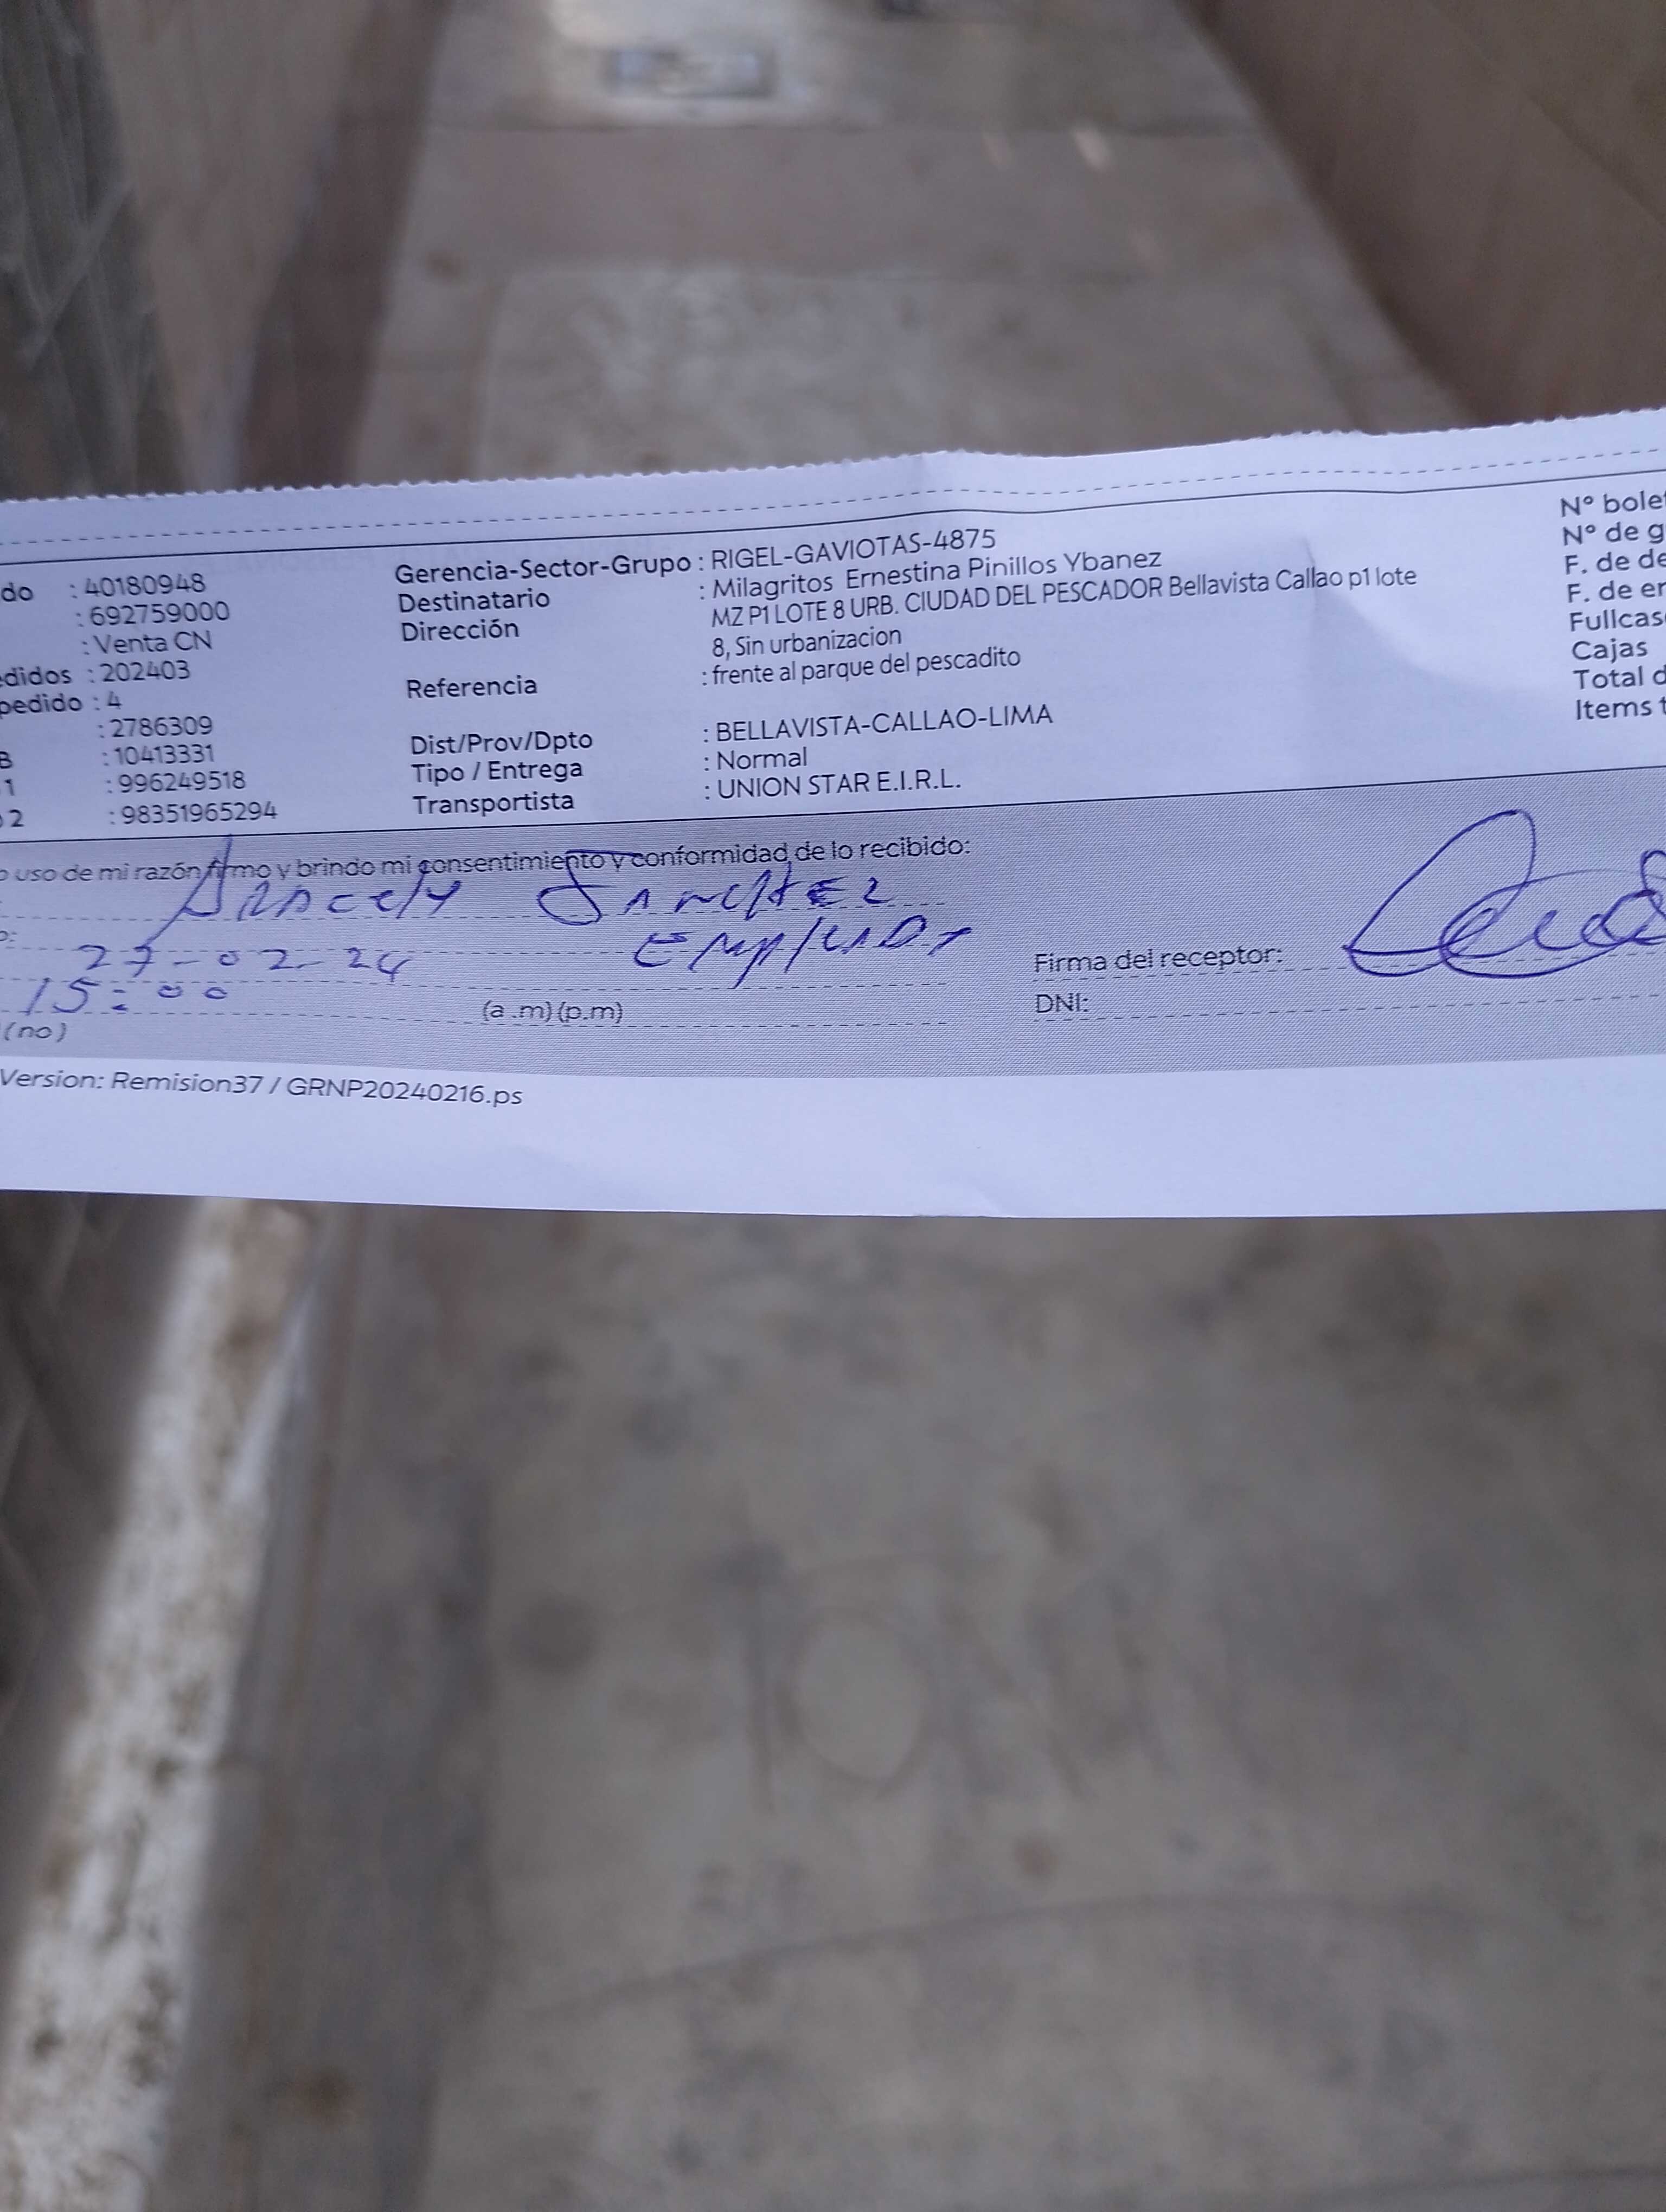 do : 40180948
: 692759000
: Venta CN
edidos : 202403
pedido : 4
: 2786309
B : 10413331
1 : 996249518
o 2 : 98351965294
Gerencia-Sector-Grupo : RIGEL-GAVIOTAS-4875
Destinatario : Milagritos Ernestina Pinillos Ybanez
Dirección MZ P1 LOTE 8 URB. CIUDAD DEL PESCADOR Bellavista Callao p1 lote
8, Sin urbanizacion
Referencia : frente al parque del pescadito
Dist/Prov/Dpto : BELLAVISTA-CALLAO-LIMA
Tipo / Entrega : Normal
Transportista : UNION STAR E.I.R.L.
N° bole
N° de g
F. de de
F. de en
Fullcas
Cajas
Total d
Items t
o uso de mi razón firmo y brindo mi consentimiento y conformidad de lo recibido:
Aracely Sanchez
o: 27-02-24
15:00 (a .m) (p.m)
(no)
Firma del receptor:
DNI:
Version: Remision37 / GRNP20240216.ps